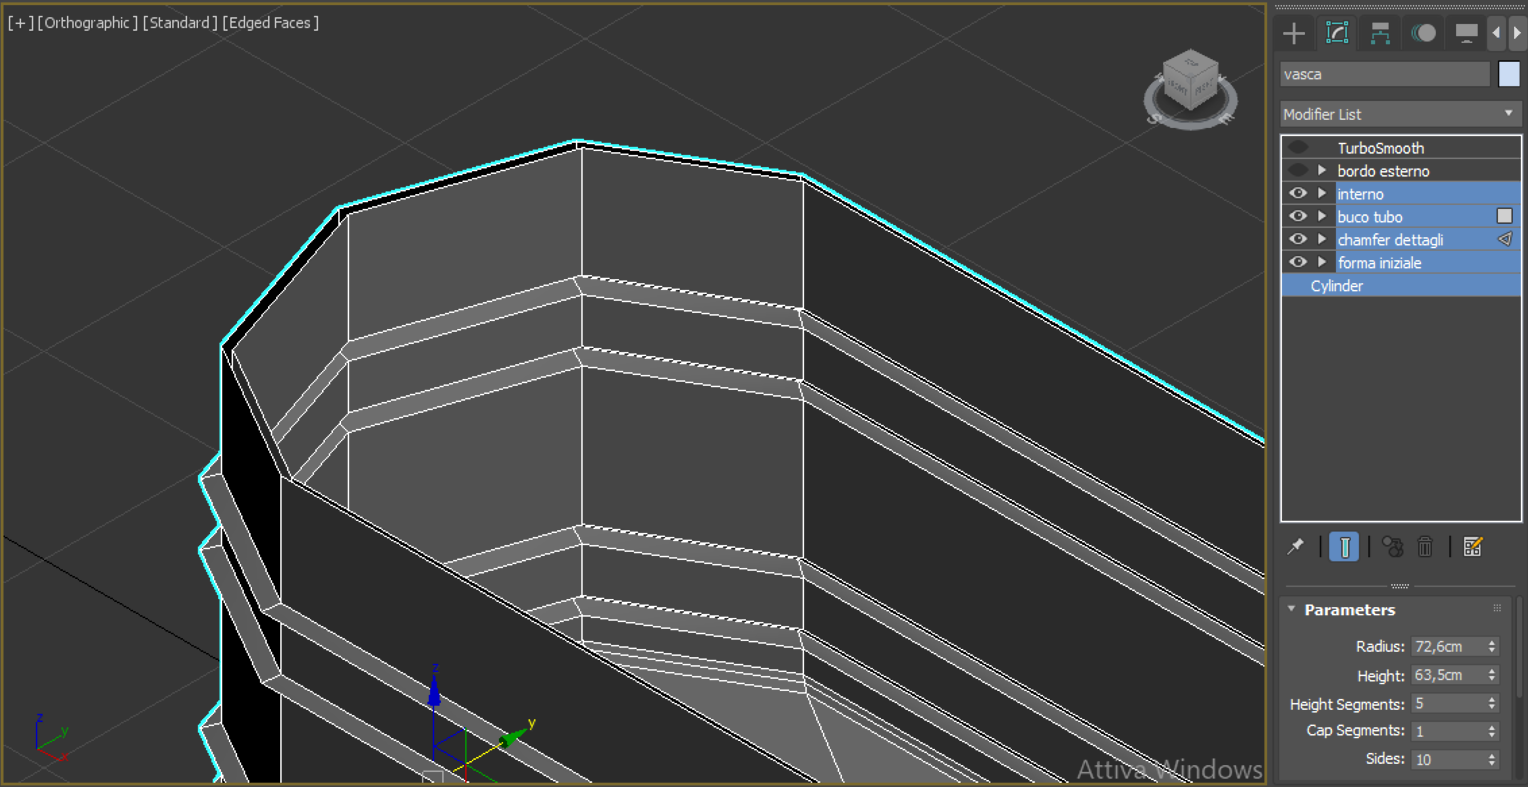 [+] [Orthographic] [Standard] [Edged Faces]
vasca
Modifier List
TurboSmooth
bordo esterno
interno
buco tubo
chamfer dettagli
forma iniziale
Cylinder
Parameters
Radius: 72,6cm
Height: 63,5cm
Height Segments: 5
Cap Segments: 1
Sides: 10
z
y
z
y
Attiva Windows